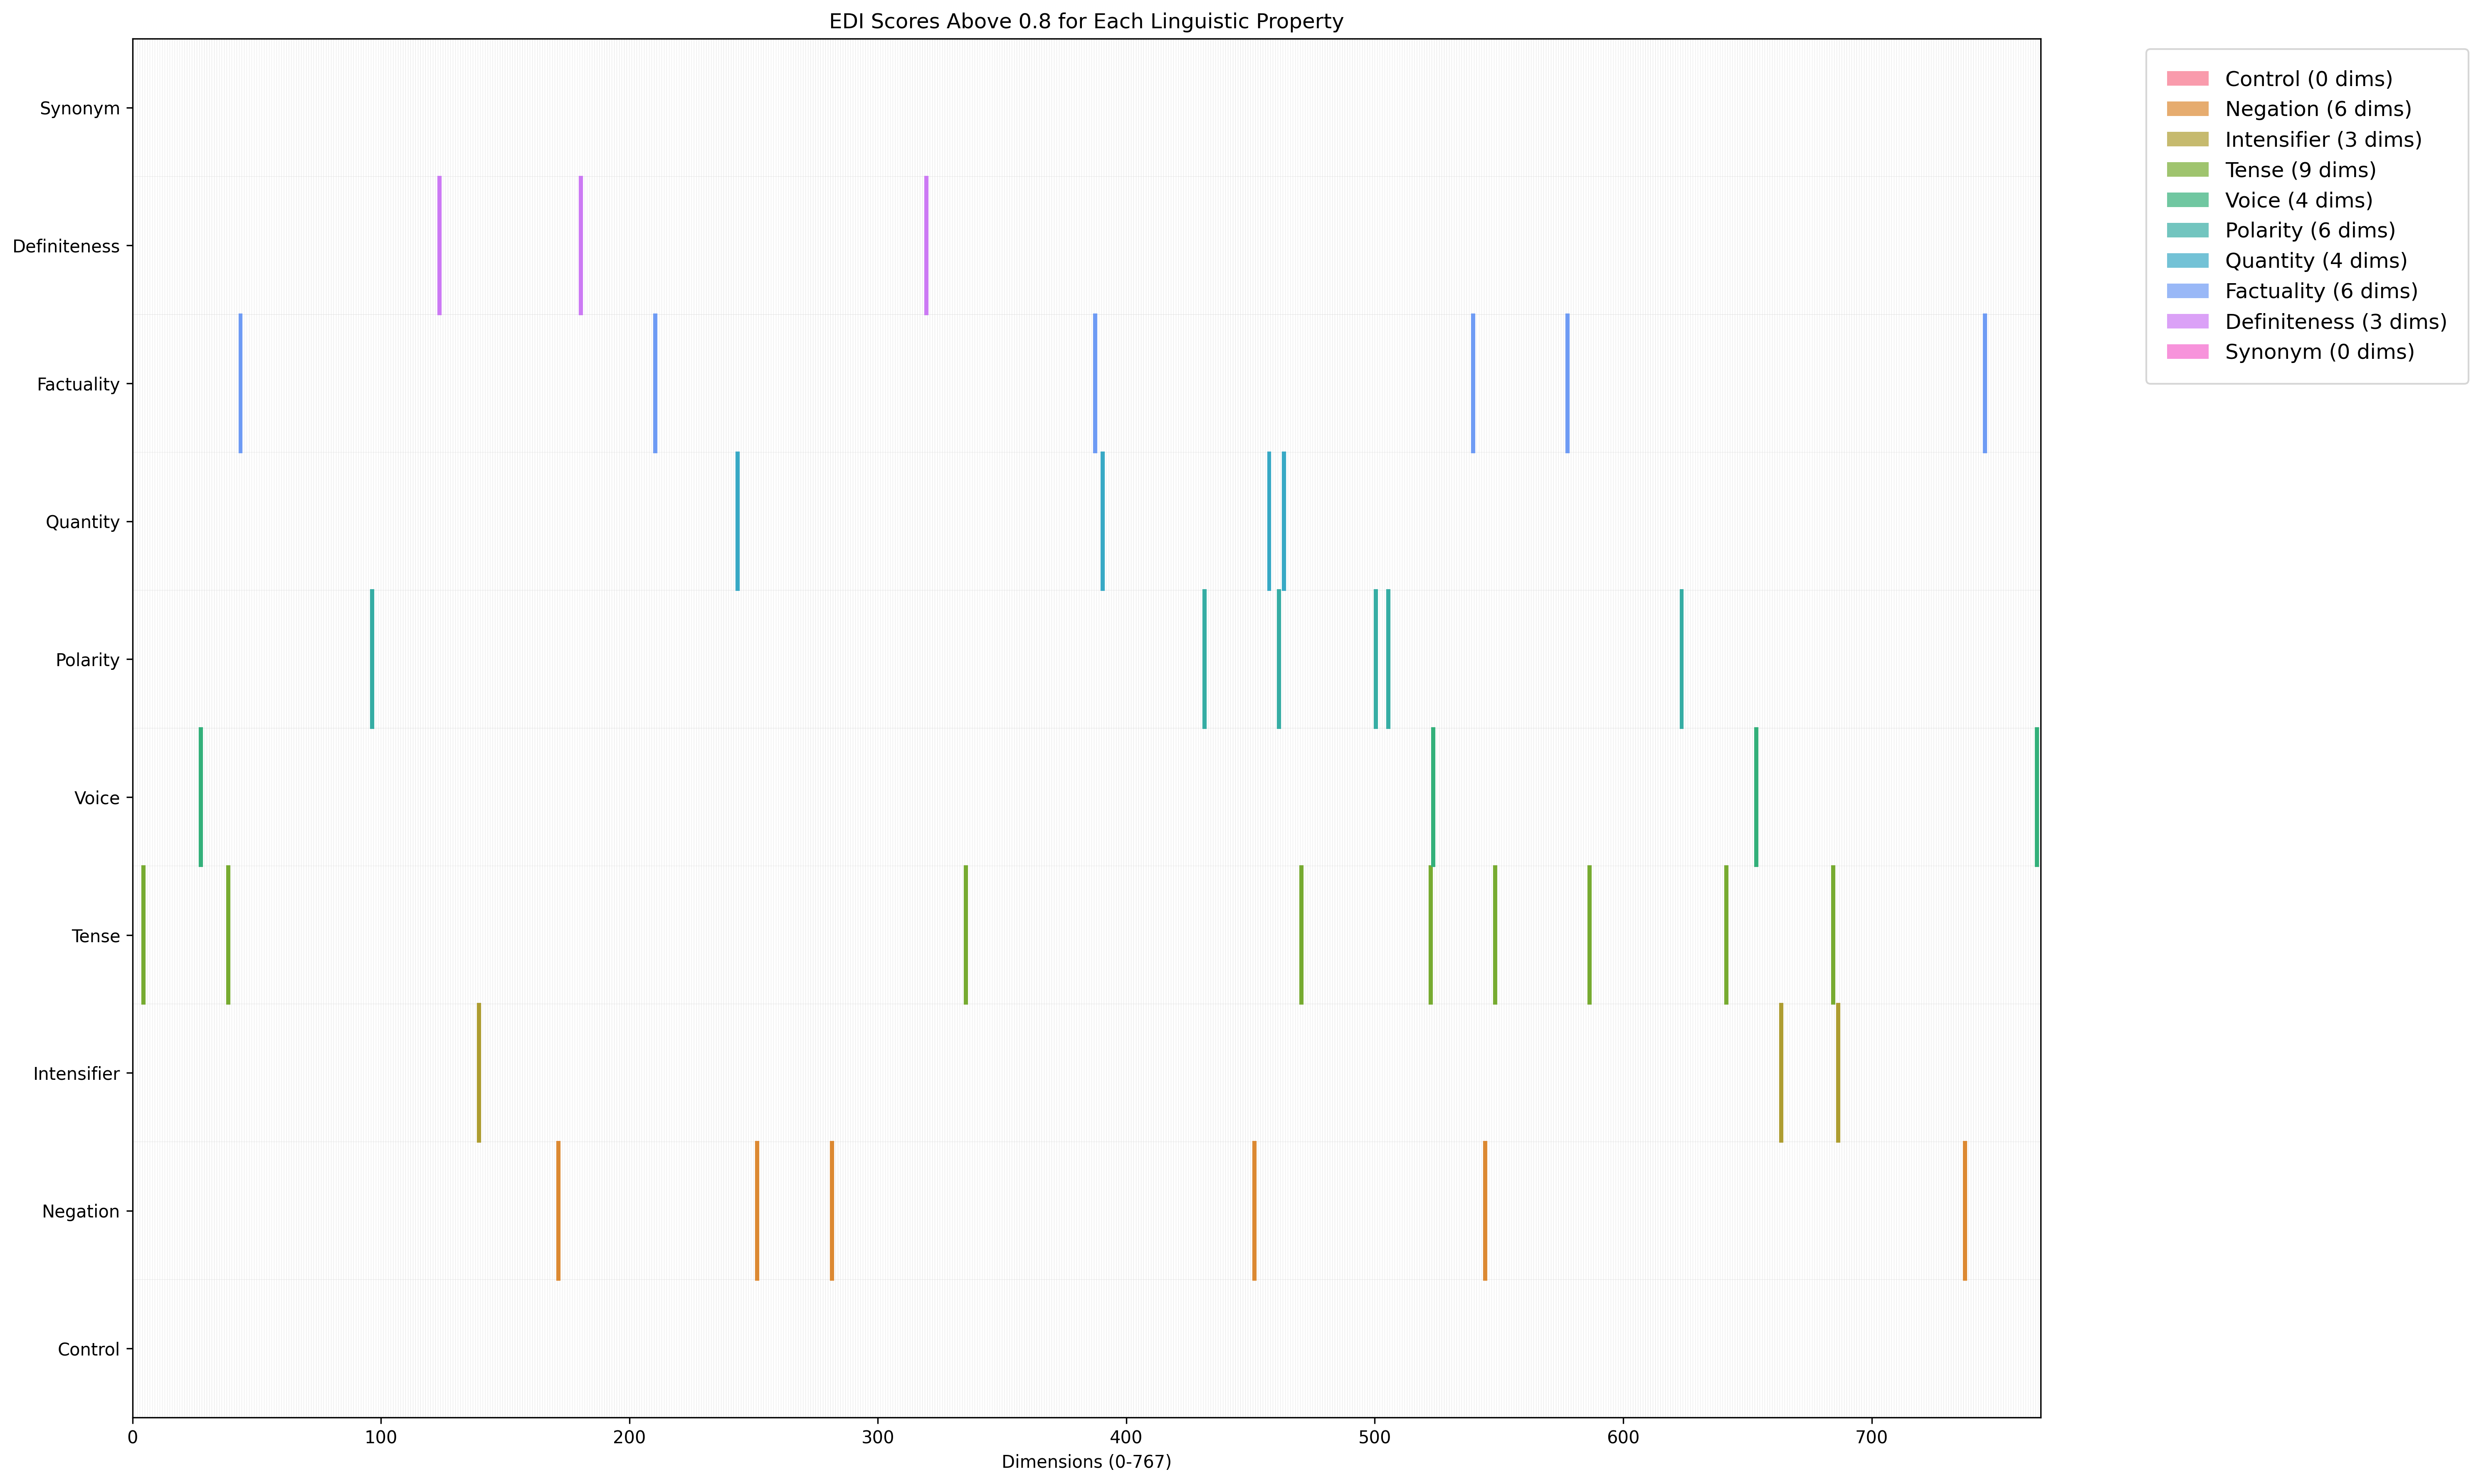 EDI Scores Above 0.8 for Each Linguistic Property
Synonym
Definiteness
Factuality
Quantity
Polarity
Voice
Tense
Intensifier
Negation
Control
0 100 200 300 400 500 600 700
Dimensions (0-767)
Control (0 dims)
Negation (6 dims)
Intensifier (3 dims)
Tense (9 dims)
Voice (4 dims)
Polarity (6 dims)
Quantity (4 dims)
Factuality (6 dims)
Definiteness (3 dims)
Synonym (0 dims)